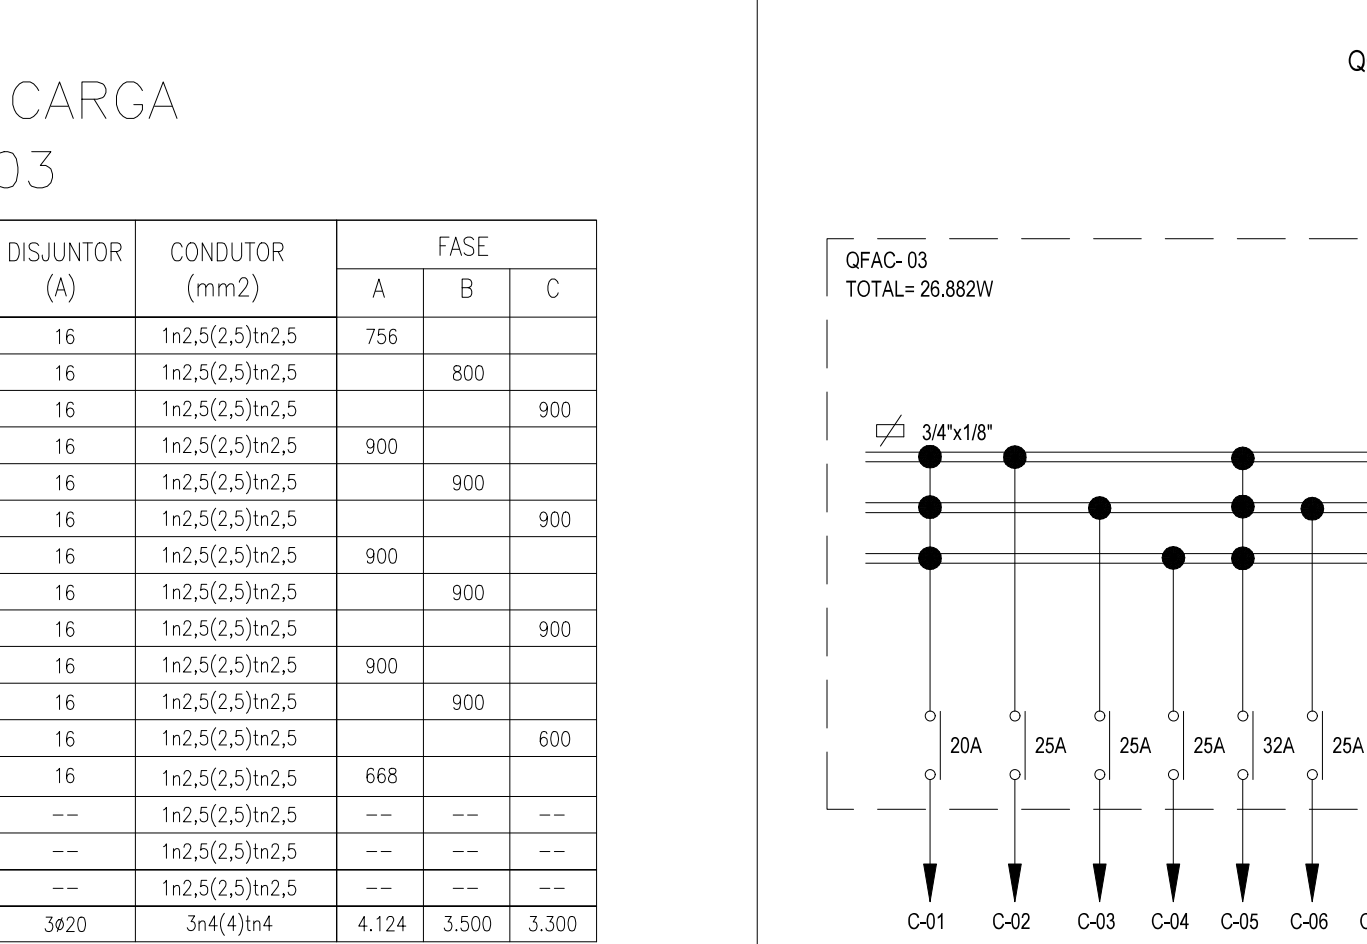 CARGA
03
DISJUNTOR (A) CONDUTOR (mm2) FASE
A B C
16 1n2,5(2,5)tn2,5 756
16 1n2,5(2,5)tn2,5 800
16 1n2,5(2,5)tn2,5 900
16 1n2,5(2,5)tn2,5 900
16 1n2,5(2,5)tn2,5 900
16 1n2,5(2,5)tn2,5 900
16 1n2,5(2,5)tn2,5 900
16 1n2,5(2,5)tn2,5 900
16 1n2,5(2,5)tn2,5 900
16 1n2,5(2,5)tn2,5 900
16 1n2,5(2,5)tn2,5 900
16 1n2,5(2,5)tn2,5 600
16 1n2,5(2,5)tn2,5 668
-- 1n2,5(2,5)tn2,5 -- -- --
-- 1n2,5(2,5)tn2,5 -- -- --
-- 1n2,5(2,5)tn2,5 -- -- --
3ø20 3n4(4)tn4 4.124 3.500 3.300
Q
QFAC- 03
TOTAL= 26.882W
3/4"x1/8"
20A 25A 25A 25A 32A 25A
C-01 C-02 C-03 C-04 C-05 C-06